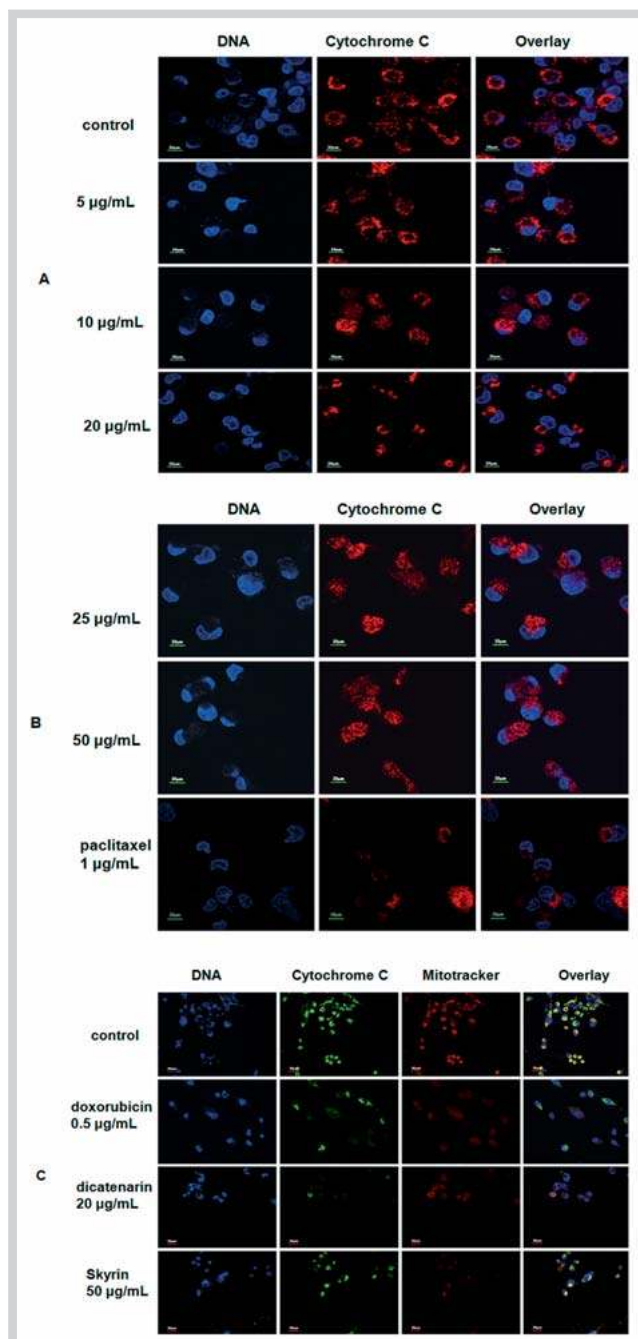 DNA Cytochrome C Overlay
control
5 µg/mL
A
10 µg/mL
20 µg/mL
DNA Cytochrome C Overlay
25 µg/mL
B
50 µg/mL
paclitaxel
1 µg/mL
DNA Cytochrome C Mitotracker Overlay
control
doxorubicin
0.5 µg/mL
C
dicatenarin
20 µg/mL
Skyrin
50 µg/mL